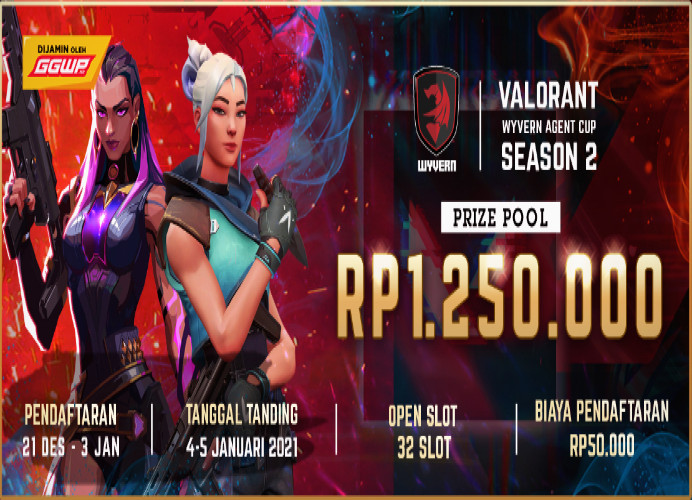 DIJAMIN OLEH
GGWP
WYVERN
VALORANT
WYVERN AGENT CUP
SEASON 2
PRIZE POOL
RP1.250.000
PENDAFTARAN
21 DES - 3 JAN
TANGGAL TANDING
4-5 JANUARI 2021
OPEN SLOT
32 SLOT
BIAYA PENDAFTARAN
RP50.000